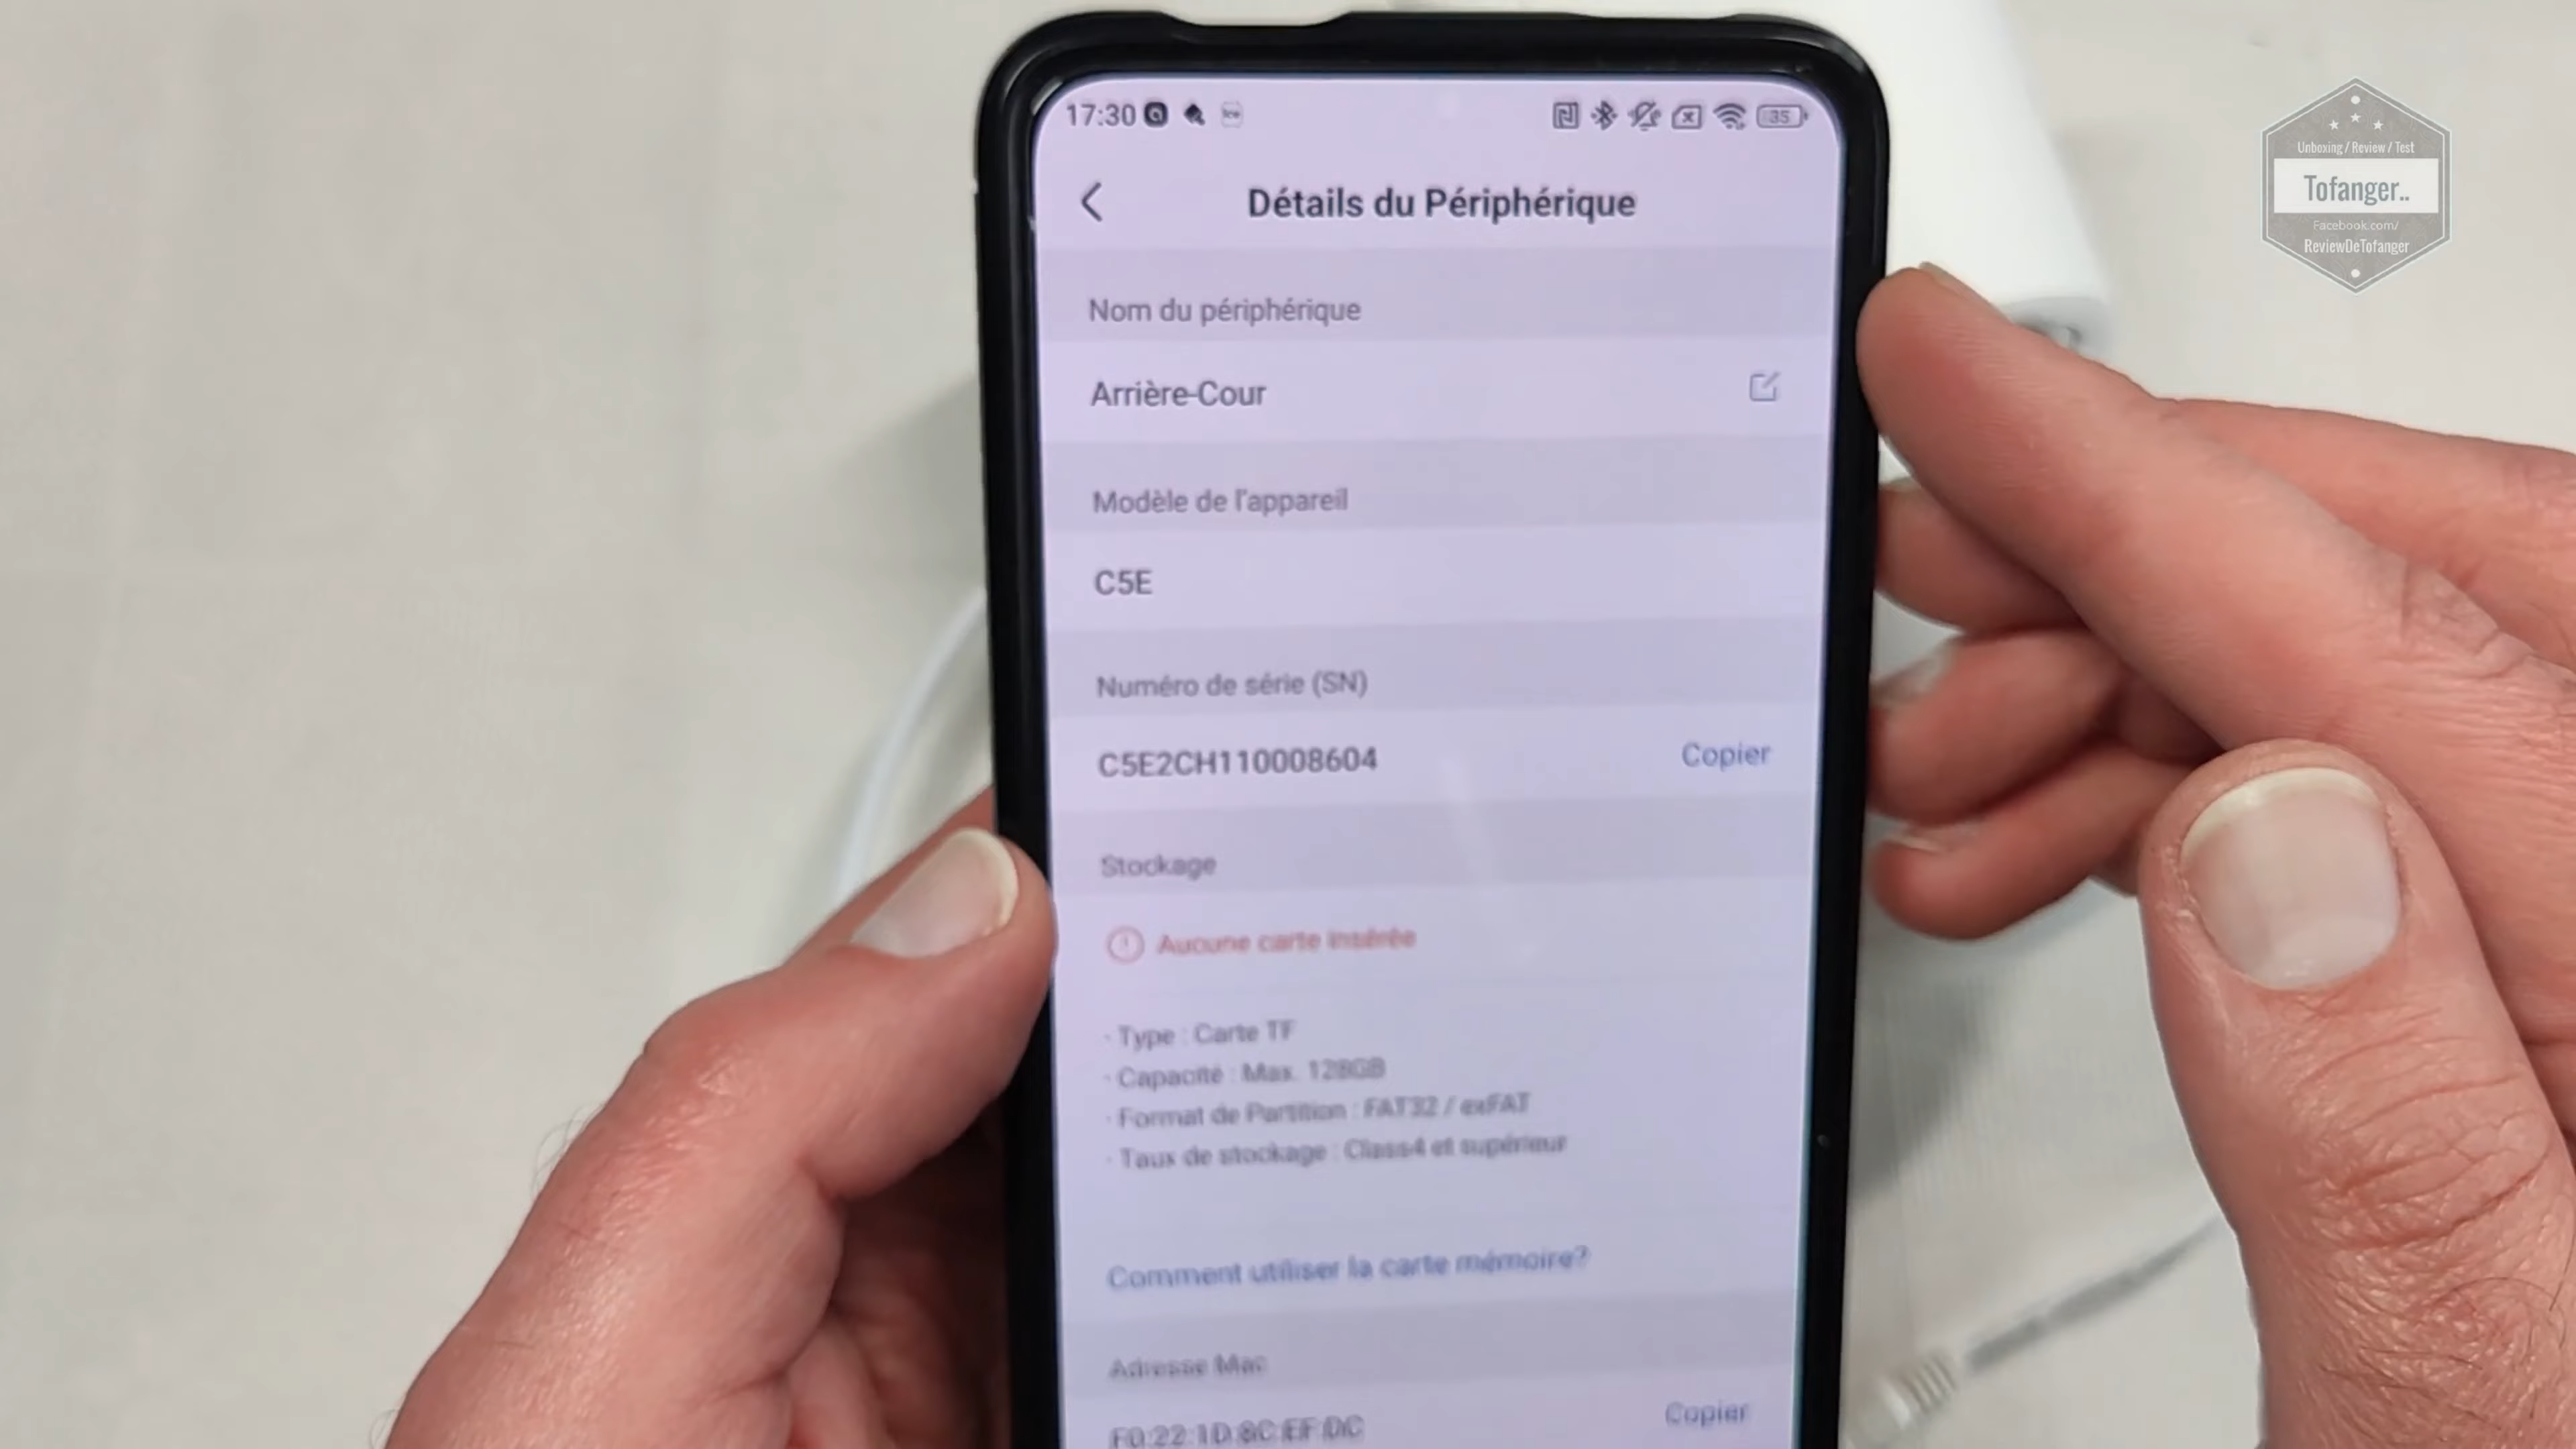 17:30
35
Détails du Périphérique
Nom du périphérique
Arrière-Cour
Modèle de l'appareil
C5E
Numéro de série (SN)
C5E2CH110008604
Copier
Stockage
Aucune carte insérée
· Type : Carte TF
· Capacité : Max. 128GB
· Format de Partition : FAT32 / exFAT
· Taux de stockage : Class4 et supérieur
Comment utiliser la carte mémoire?
Adresse Mac
F0:22:1D:8C:EF:DC
Copier
Unboxing / Review / Test
Tofanger..
Facebook.com/
ReviewDeTofanger